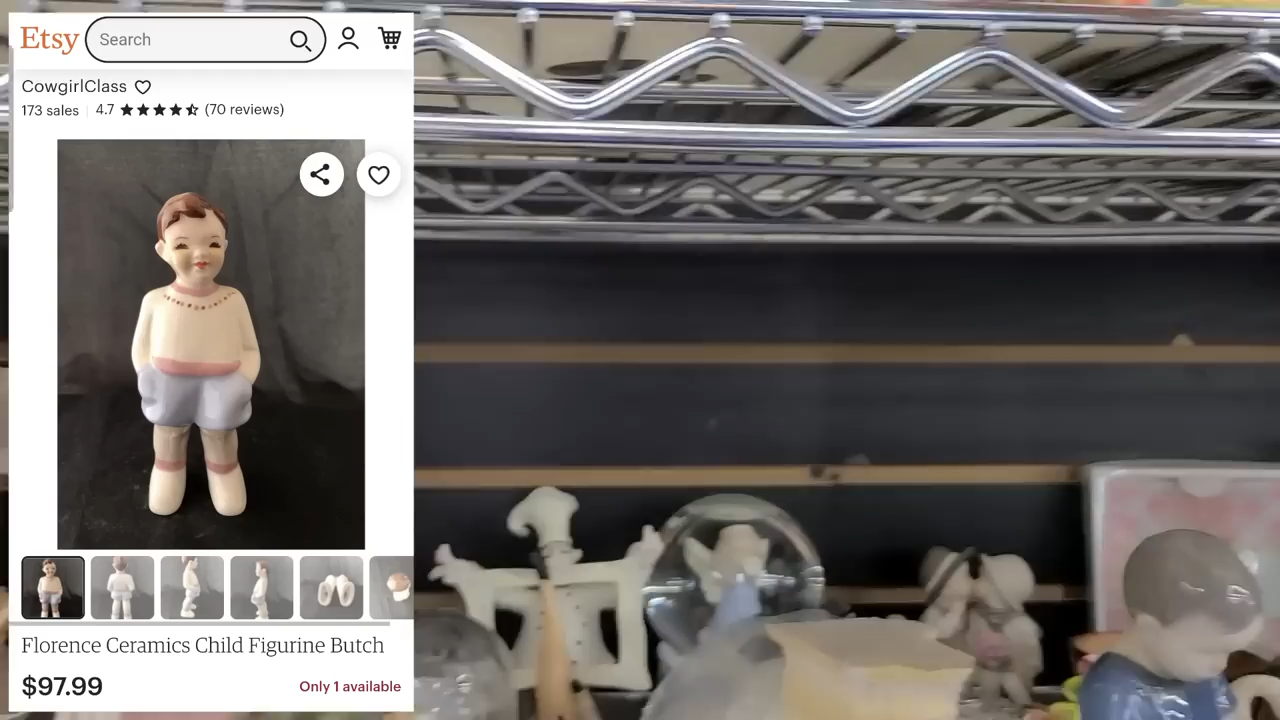 Etsy
Search
CowgirlClass
173 sales 4.7 (70 reviews)
Florence Ceramics Child Figurine Butch
$97.99 Only 1 available